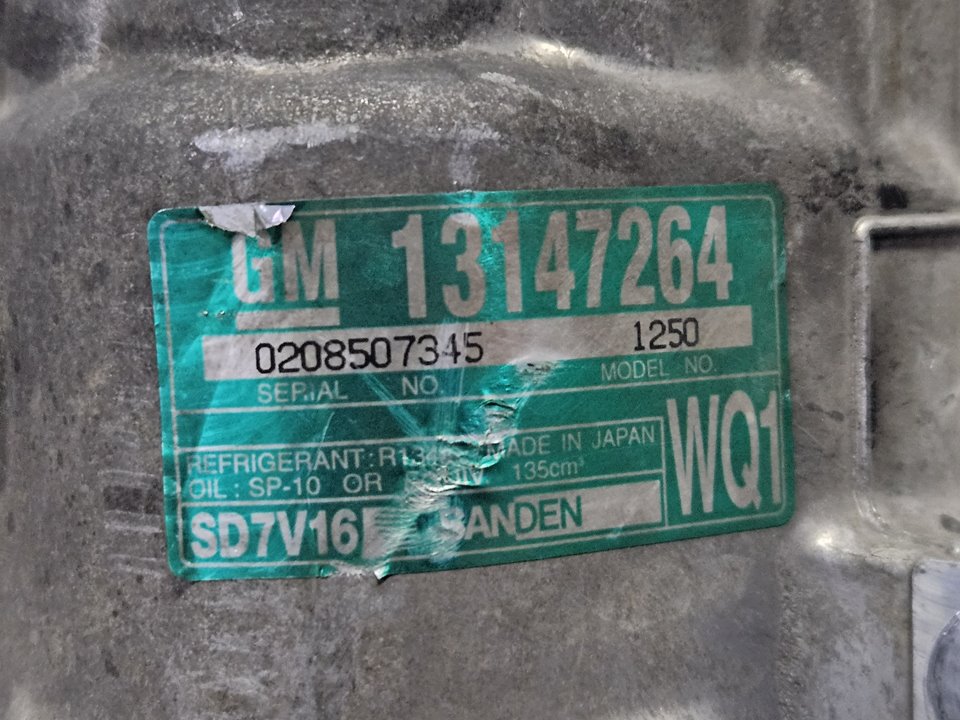 GM 13147264
0208507345 1250
SERIAL NO. MODEL NO.
REFRIGERANT: MADE IN JAPAN
OIL : SP-10 OR 135cm³
WQ1
SD7V16 SANDEN